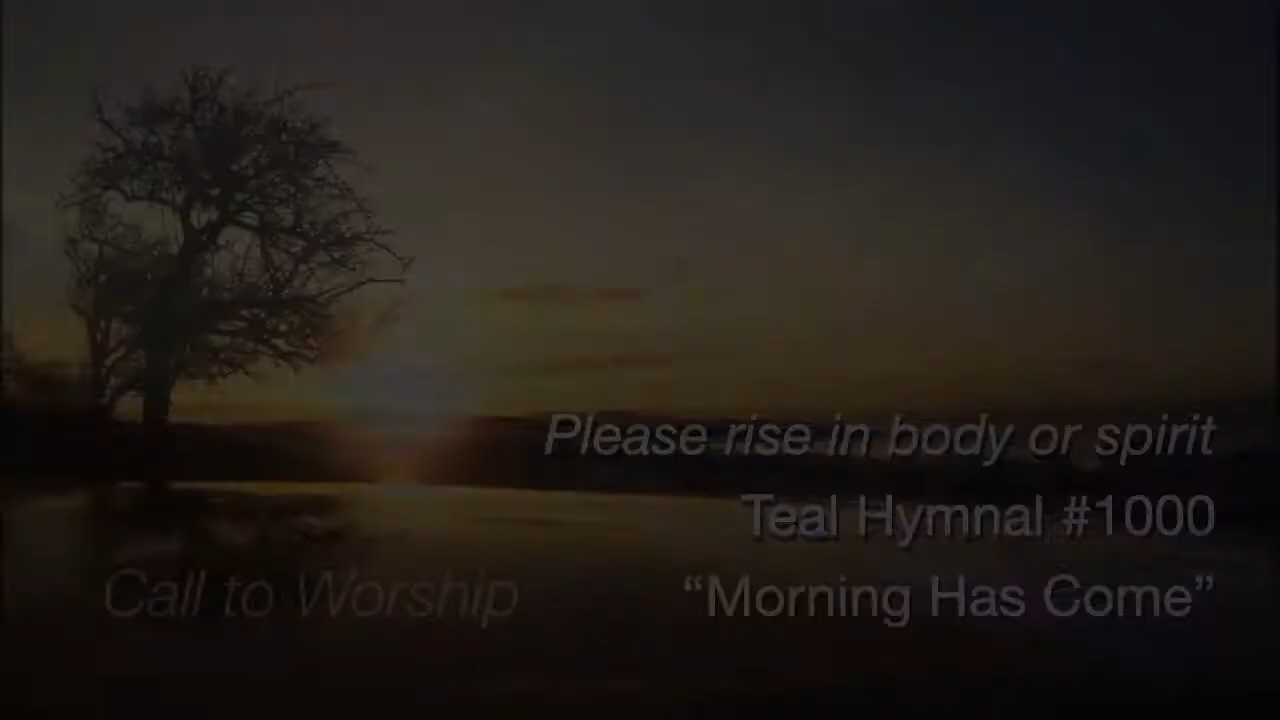 Please rise in body or spirit
Teal Hymnal #1000
“Morning Has Come”
Call to Worship